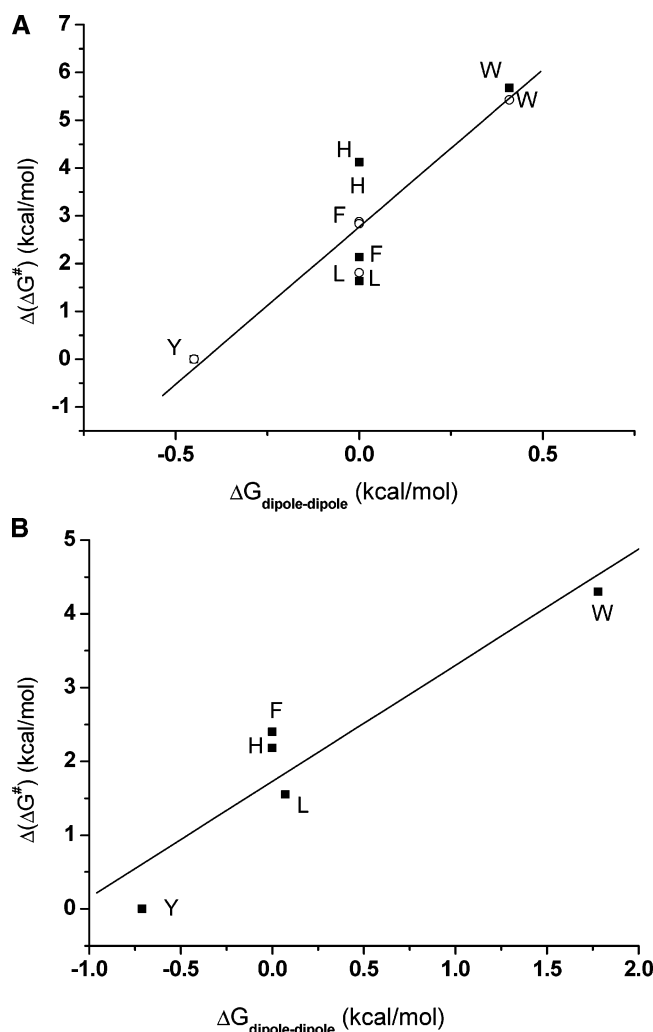 A
7
6
5
4
3
2
1
0
-1
Δ(ΔG#) (kcal/mol)
W
W
H
H
F
F
L
L
Y
-0.5 0.0 0.5
ΔGdipole-dipole (kcal/mol)
B
5
4
3
2
1
0
Δ(ΔG#) (kcal/mol)
W
F
H
L
Y
-1.0 -0.5 0.0 0.5 1.0 1.5 2.0
ΔGdipole-dipole (kcal/mol)